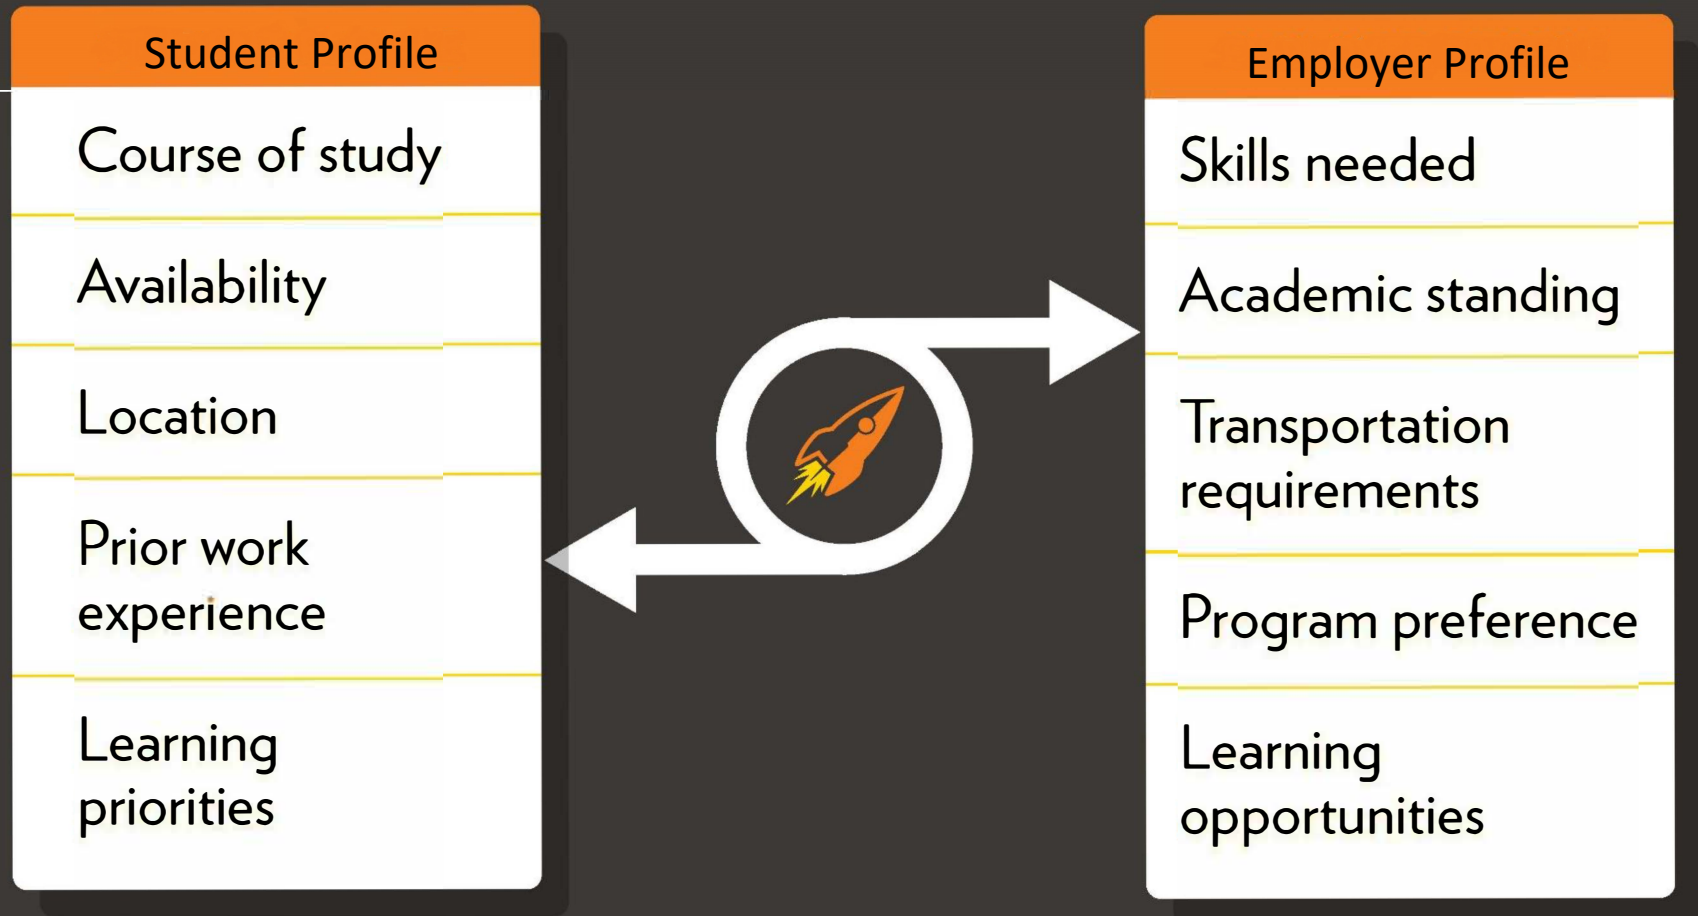 Student Profile
Course of study
Availability
Location
Prior work
experience
Learning
priorities
Employer Profile
Skills needed
Academic standing
Transportation
requirements
Program preference
Learning
opportunities